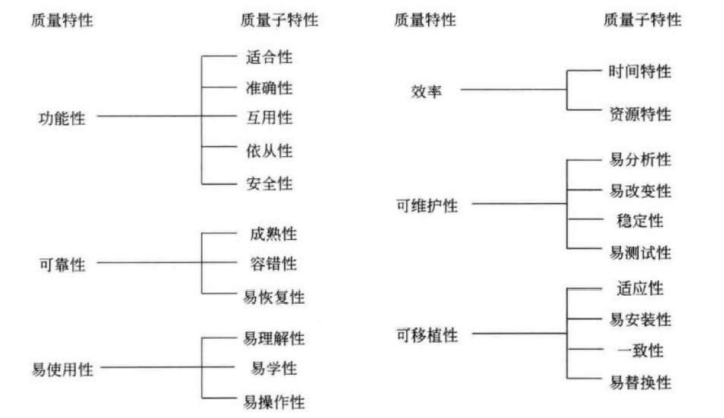 质量特性
质量子特性
功能性
适合性
准确性
互用性
依从性
安全性
可靠性
成熟性
容错性
易恢复性
易使用性
易理解性
易学性
易操作性
质量特性
质量子特性
效率
时间特性
资源特性
可维护性
易分析性
易改变性
稳定性
易测试性
可移植性
适应性
易安装性
一致性
易替换性